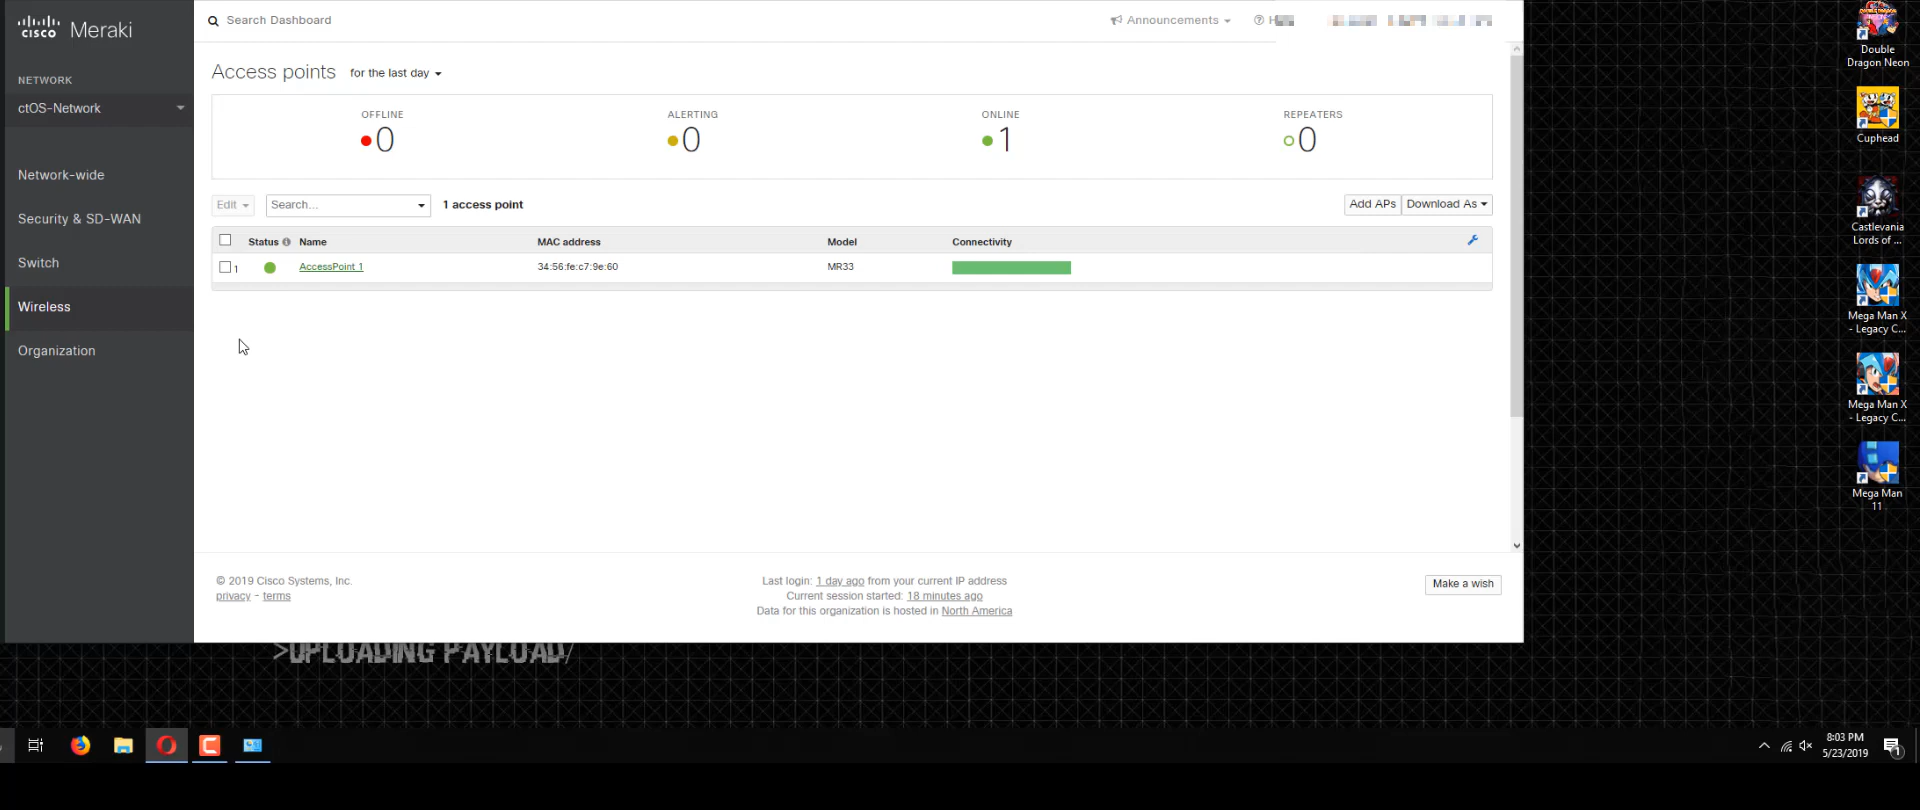 cisco Meraki
NETWORK
ctOS-Network
Network-wide
Security & SD-WAN
Switch
Wireless
Organization
Search Dashboard
Announcements
Access points for the last day
OFFLINE
0
ALERTING
0
ONLINE
1
REPEATERS
0
Edit
Search...
1 access point
Add APs
Download As
Status Name MAC address Model Connectivity
1 AccessPoint 1 34:56:fe:c7:9e:60 MR33
© 2019 Cisco Systems, Inc.
privacy - terms
Last login: 1 day ago from your current IP address
Current session started: 18 minutes ago
Data for this organization is hosted in North America
Make a wish
>UPLOADING PAYLOAD/
Double
Dragon Neon
Cuphead
Castlevania
Lords of ...
Mega Man X
- Legacy C...
Mega Man X
- Legacy C...
Mega Man
11
8:03 PM
5/23/2019
1